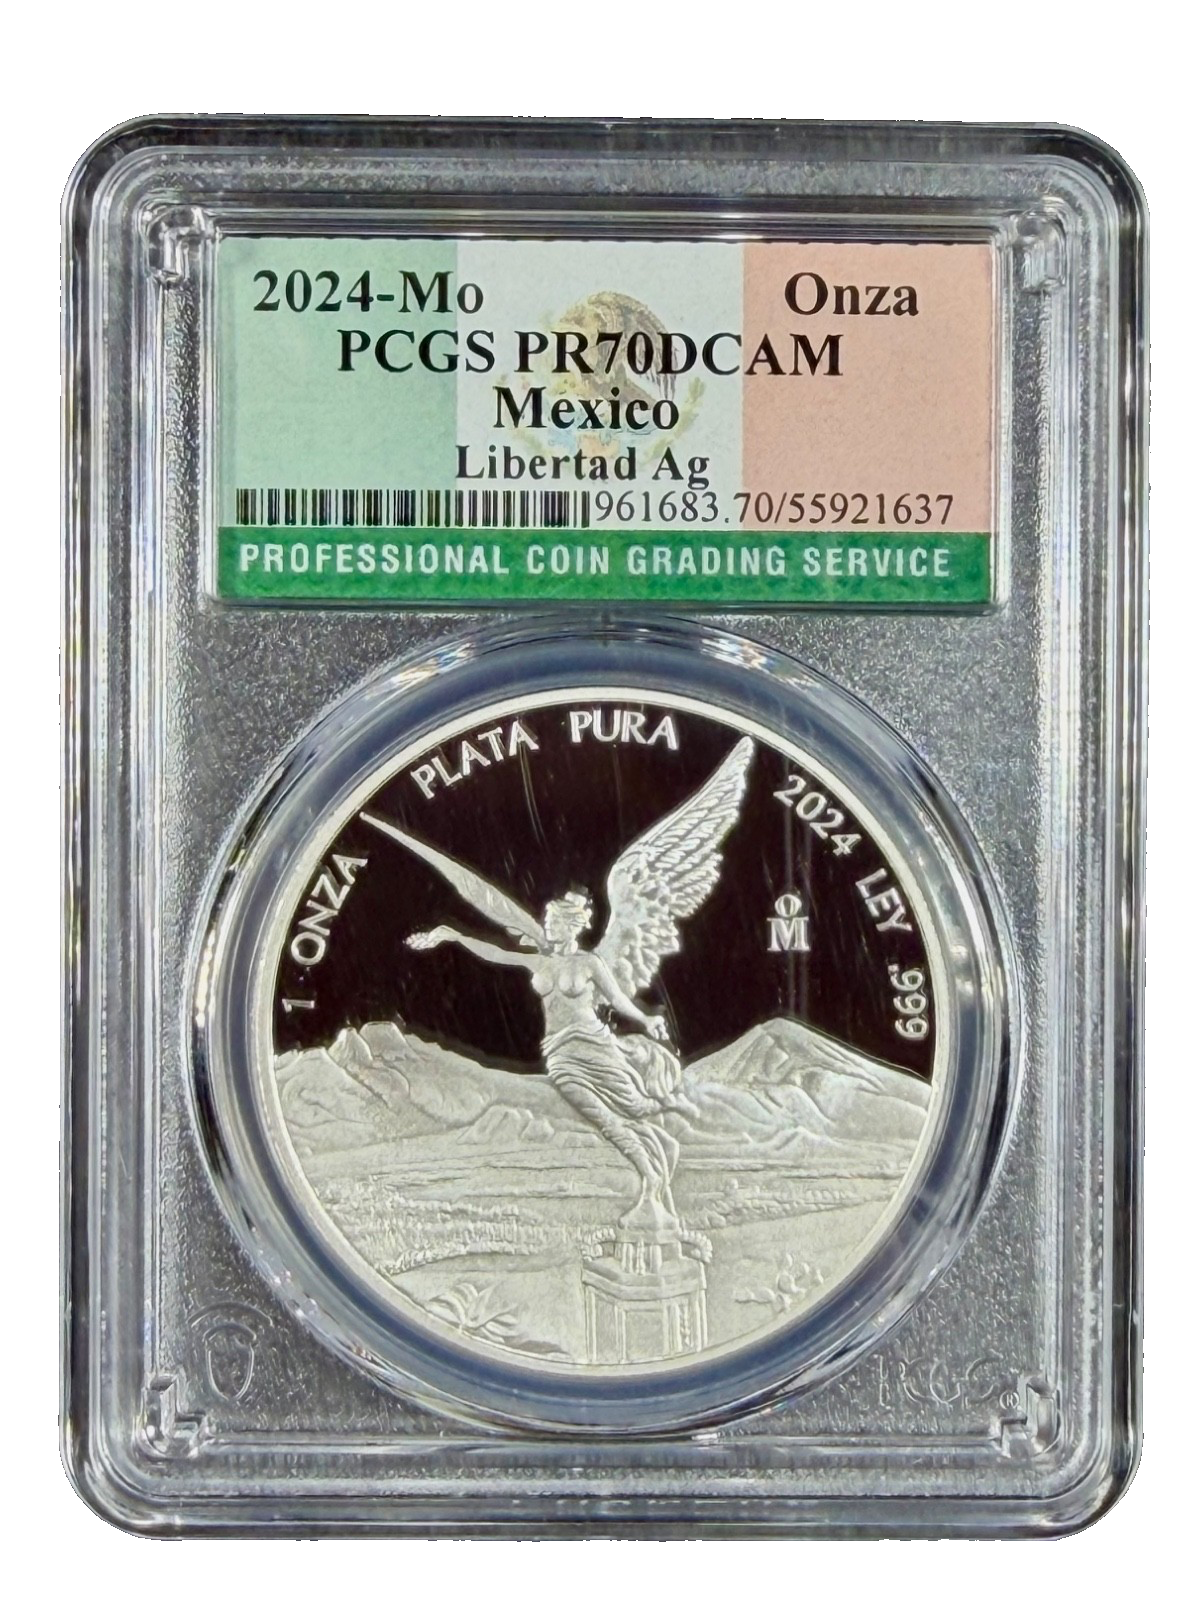 2024-Mo Onza
PCGS PR70DCAM
Mexico
Libertad Ag
961683.70/55921637
PROFESSIONAL COIN GRADING SERVICE
1 ONZA PLATA PURA 2024 LEY .999
o
M
PCGS®